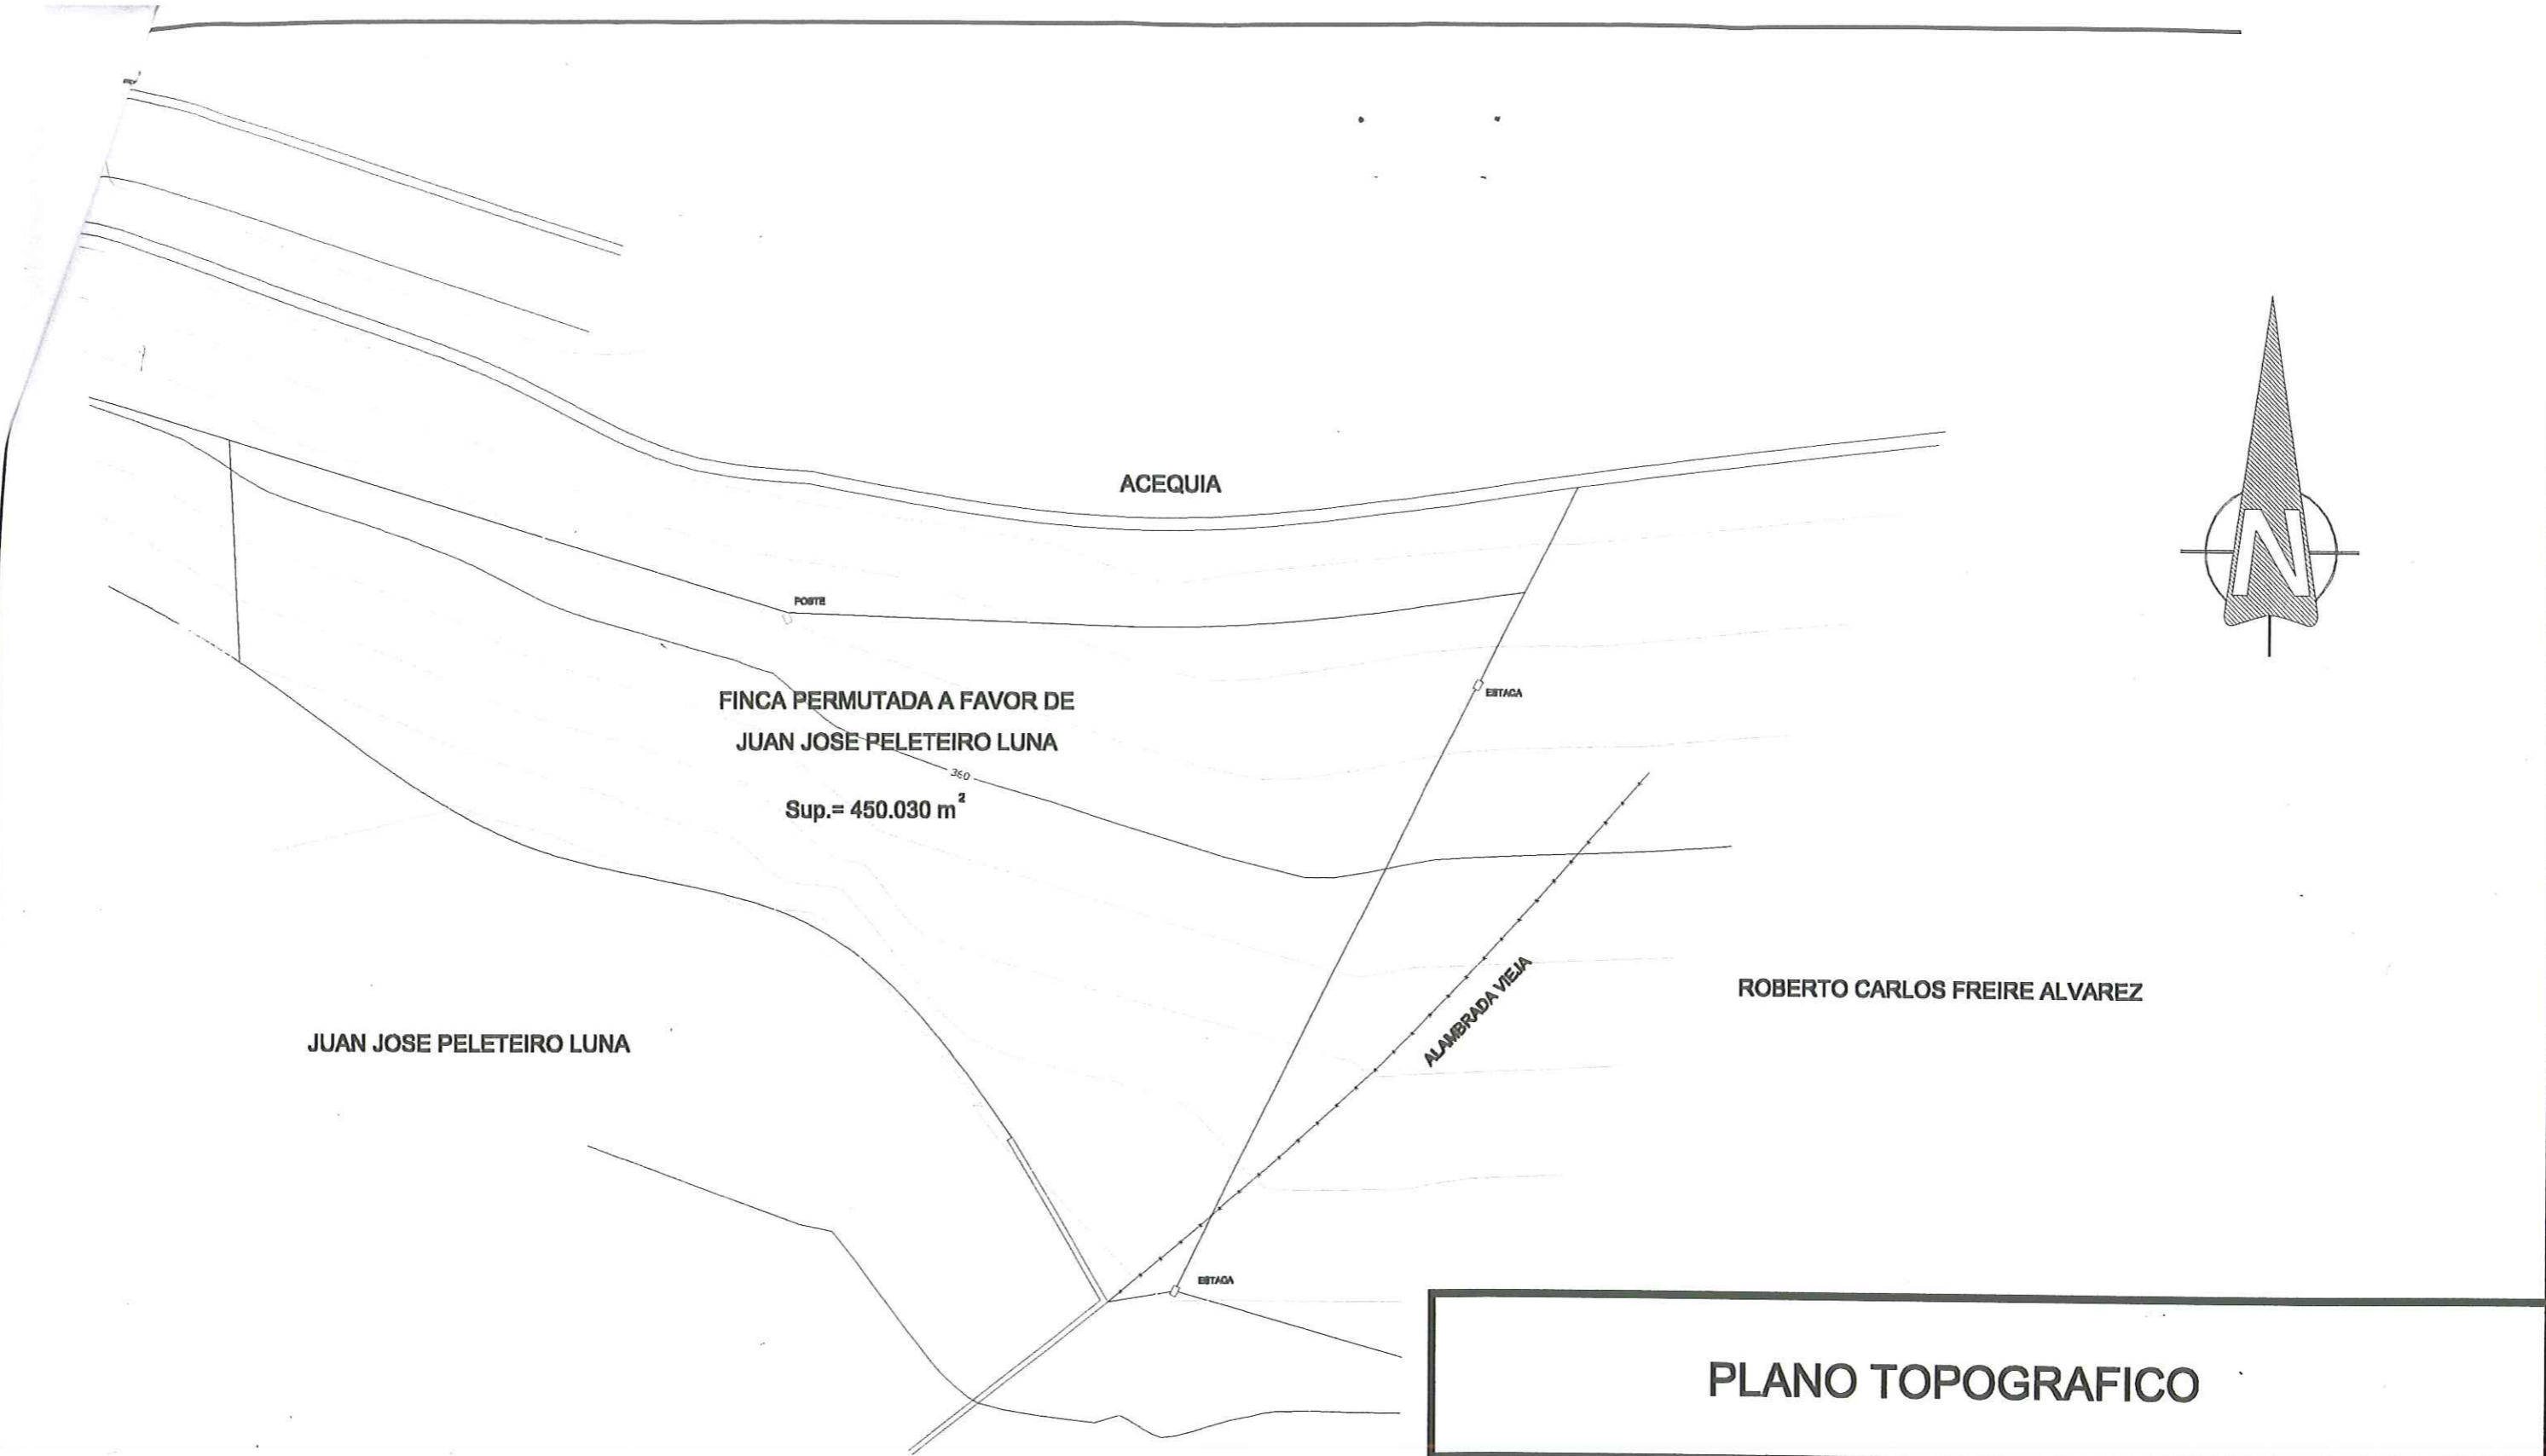 ACEQUIA
N
POSTE
FINCA PERMUTADA A FAVOR DE
JUAN JOSE PELETEIRO LUNA
ESTACA
360
Sup.= 450.030 m²
ALAMBRADA VIEJA
ROBERTO CARLOS FREIRE ALVAREZ
JUAN JOSE PELETEIRO LUNA
ESTACA
PLANO TOPOGRAFICO